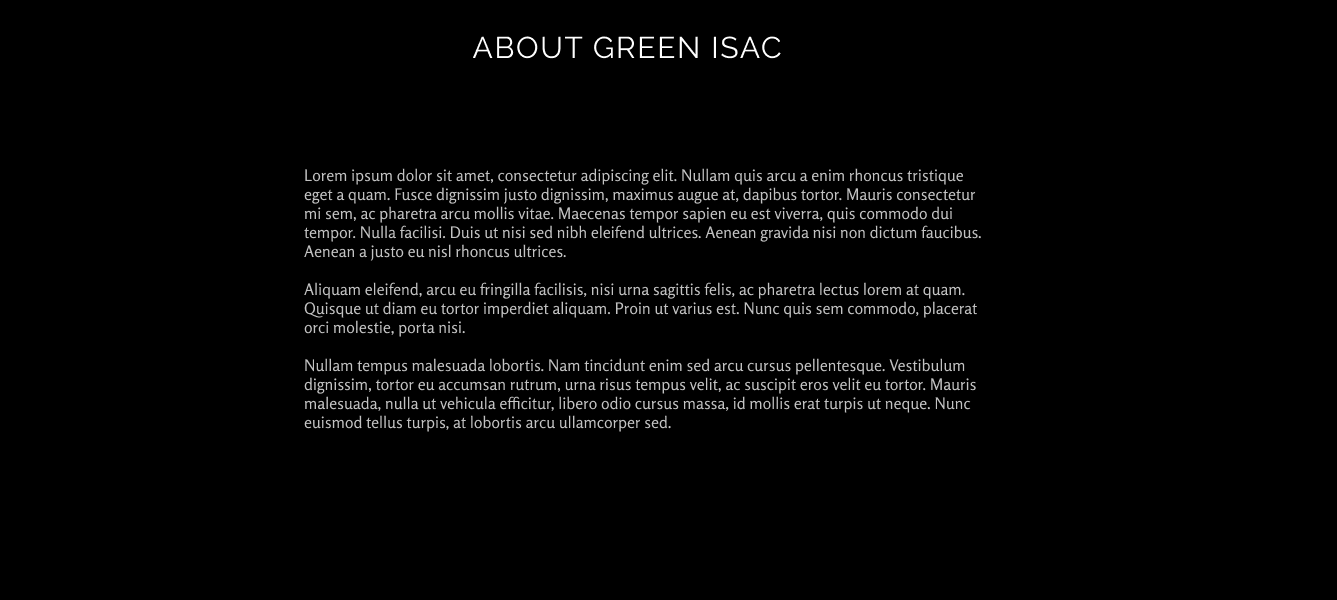 ABOUT GREEN ISAC
Lorem ipsum dolor sit amet, consectetur adipiscing elit. Nullam quis arcu a enim rhoncus tristique
eget a quam. Fusce dignissim justo dignissim, maximus augue at, dapibus tortor. Mauris consectetur
mi sem, ac pharetra arcu mollis vitae. Maecenas tempor sapien eu est viverra, quis commodo dui
tempor. Nulla facilisi. Duis ut nisi sed nibh eleifend ultrices. Aenean gravida nisi non dictum faucibus.
Aenean a justo eu nisl rhoncus ultrices.
Aliquam eleifend, arcu eu fringilla facilisis, nisi urna sagittis felis, ac pharetra lectus lorem at quam.
Quisque ut diam eu tortor imperdiet aliquam. Proin ut varius est. Nunc quis sem commodo, placerat
orci molestie, porta nisi.
Nullam tempus malesuada lobortis. Nam tincidunt enim sed arcu cursus pellentesque. Vestibulum
dignissim, tortor eu accumsan rutrum, urna risus tempus velit, ac suscipit eros velit eu tortor. Mauris
malesuada, nulla ut vehicula efficitur, libero odio cursus massa, id mollis erat turpis ut neque. Nunc
euismod tellus turpis, at lobortis arcu ullamcorper sed.